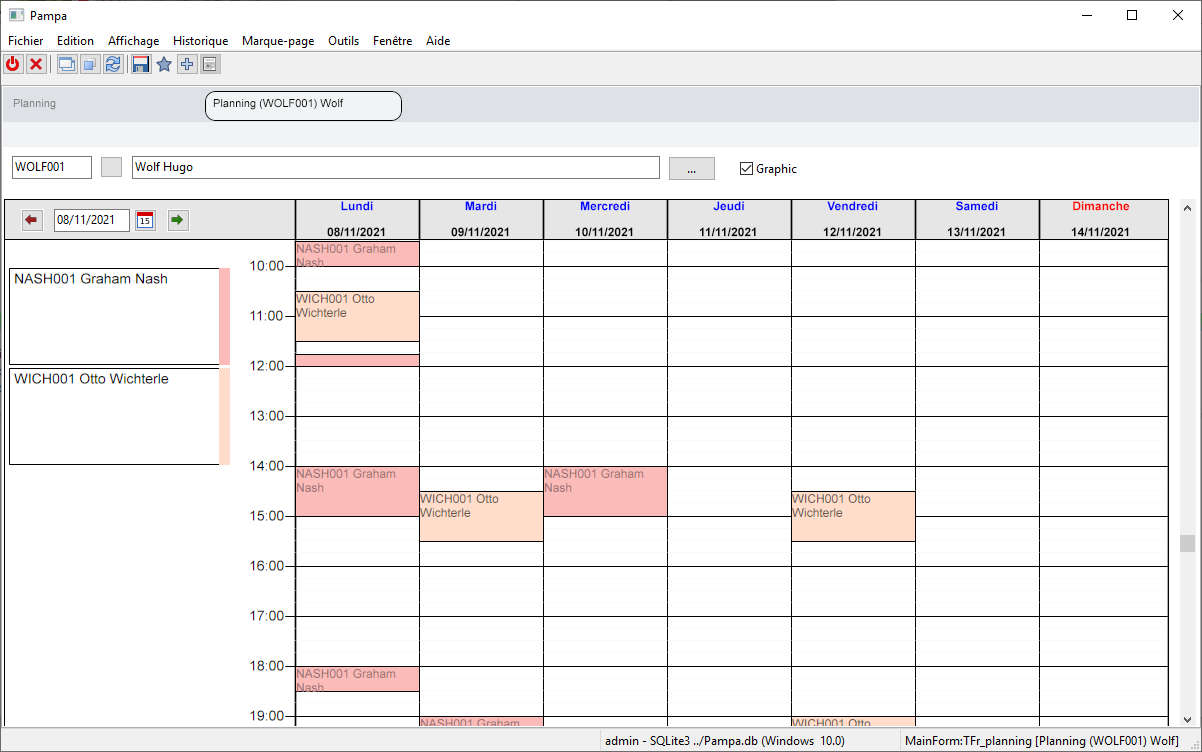 Pampa
Fichier Edition Affichage Historique Marque-page Outils Fenêtre Aide
Planning
Planning (WOLF001) Wolf
WOLF001
Wolf Hugo
...
Graphic
08/11/2021
15
Lundi
08/11/2021
Mardi
09/11/2021
Mercredi
10/11/2021
Jeudi
11/11/2021
Vendredi
12/11/2021
Samedi
13/11/2021
Dimanche
14/11/2021
NASH001 Graham Nash
WICH001 Otto Wichterle
NASH001 Graham
Nash
10:00
WICH001 Otto
Wichterle
11:00
12:00
13:00
14:00
NASH001 Graham
Nash
NASH001 Graham
Nash
WICH001 Otto
Wichterle
WICH001 Otto
Wichterle
15:00
16:00
17:00
18:00
NASH001 Graham
Nash
19:00
NASH001 Graham
WICH001 Otto
admin - SQLite3 ../Pampa.db (Windows 10.0)
MainForm:TFr_planning [Planning (WOLF001) Wolf]